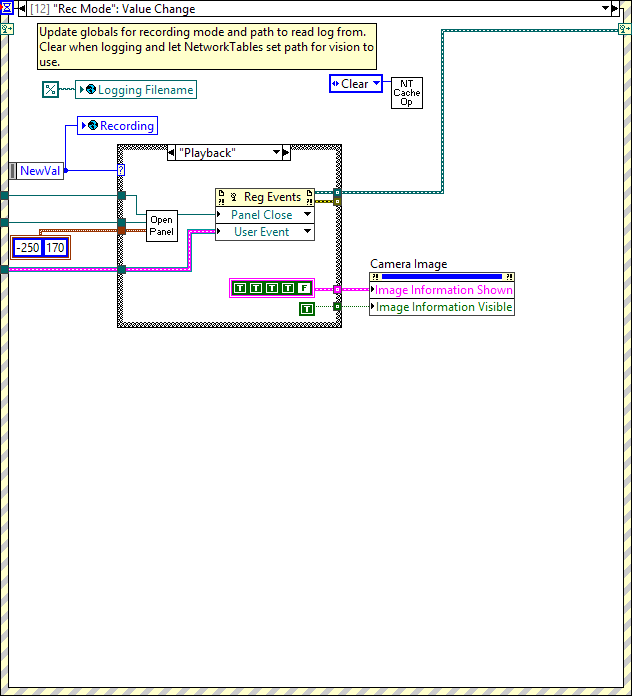 [12] "Rec Mode": Value Change
Update globals for recording mode and path to read log from.
Clear when logging and let NetworkTables set path for vision to
use.
Logging Filename
Clear
NT
Cache
Op
Recording
"Playback"
NewVal
?
Reg Events
Panel Close
User Event
Open
Panel
-250 170
Camera Image
T T T T F
Image Information Shown
T
Image Information Visible